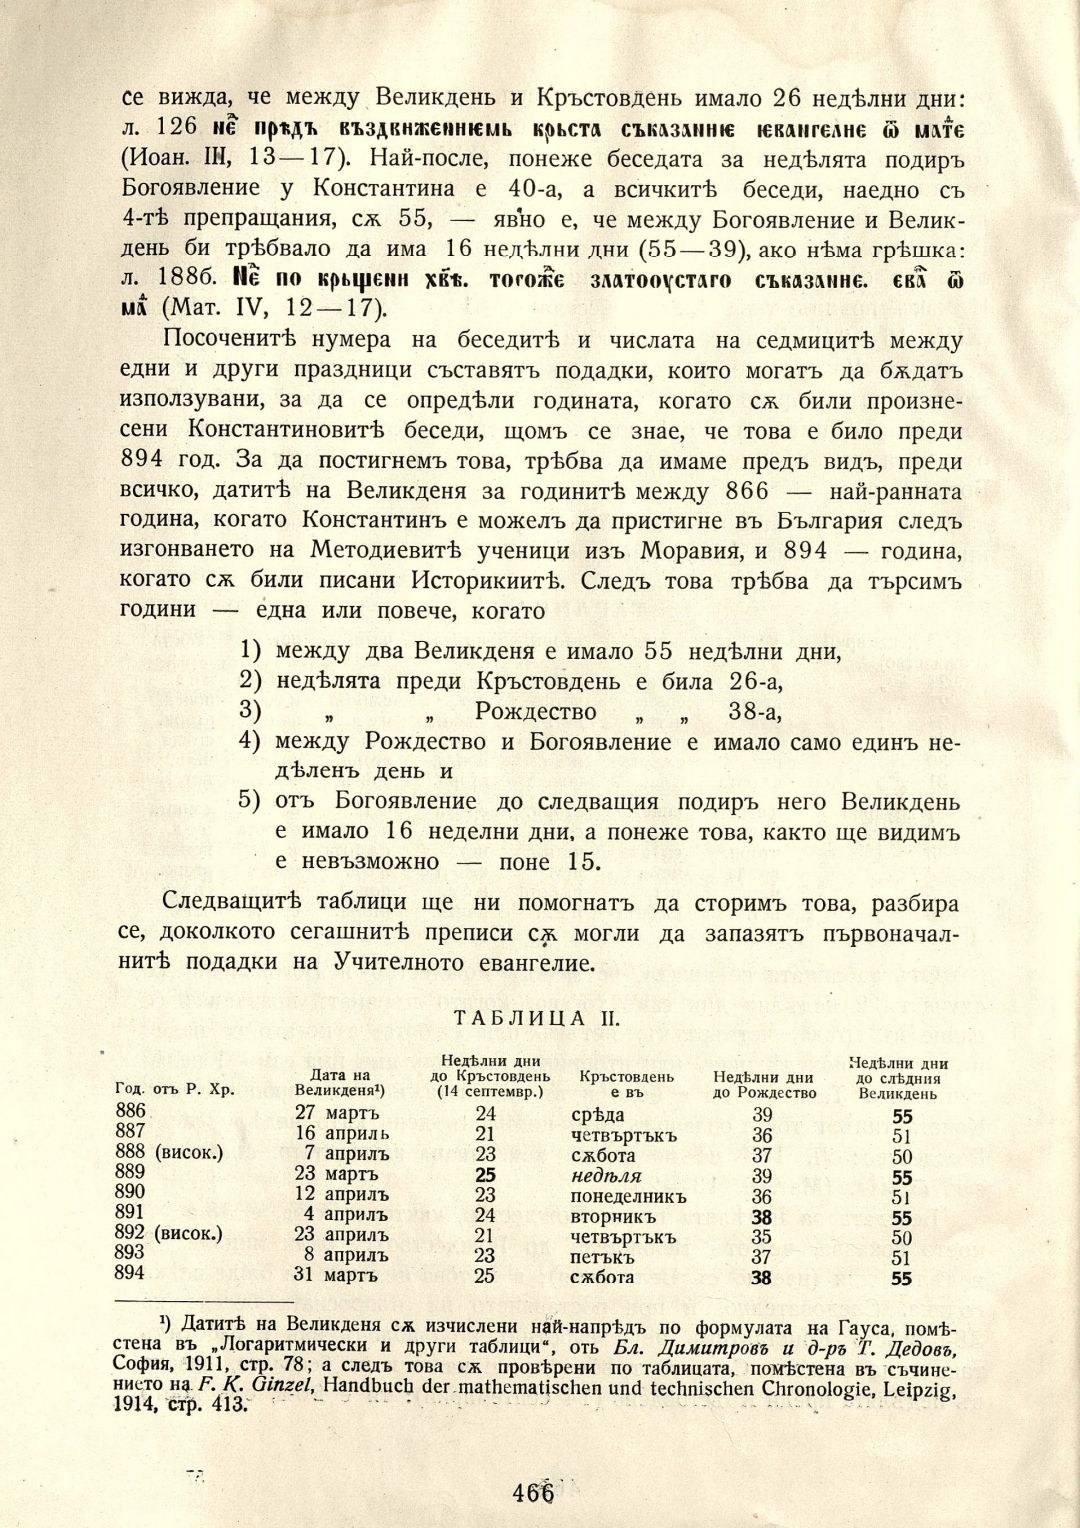 се вижда, че между Великдень и Кръстовдень имало 26 недѣлни дни:
л. 126 не҃ прѣдъ въздвиженниемь крьста съказание еваигелие ѿ мате
(Иоан. III, 13—17). Най-после, понеже беседата за недѣлята подиръ
Богоявление у Константина е 40-а, а всичкитѣ беседи, наедно съ
4-тѣ препращания, сѫ 55, — явно е, че между Богоявление и Велик-
день би трѣбвало да има 16 недѣлни дни (55—39), ако нѣма грѣшка:
л. 188б. Не҃ по крьщени хв҃ѣ. тогоже златооустаго съказание. ева ѿ
ма (Мат. IV, 12—17).
Посоченитѣ нумера на беседитѣ и числата на седмицитѣ между
едни и други праздници съставятъ подадки, които могатъ да бѫдатъ
използувани, за да се опредѣли годината, когато сѫ били произне-
сени Константиновитѣ беседи, щомъ се знае, че това е било преди
894 год. За да постигнемъ това, трѣбва да имаме предъ видъ, преди
всичко, датитѣ на Великденя за годинитѣ между 866 — най-ранната
година, когато Константинъ е можелъ да пристигне въ България следъ
изгонването на Методиевитѣ ученици изъ Моравия, и 894 — година,
когато сѫ били писани Историкиитѣ. Следъ това трѣбва да търсимъ
години — една или повече, когато
1) между два Великденя е имало 55 недѣлни дни,
2) недѣлята преди Кръстовдень е била 26-а,
3) „ „ Рождество „ „ 38-а,
4) между Рождество и Богоявление е имало само единъ не-
дѣленъ день и
5) отъ Богоявление до следващия подиръ него Великдень
е имало 16 неделни дни, а понеже това, както ще видимъ
е невъзможно — поне 15.
Следващитѣ таблици ще ни помогнатъ да сторимъ това, разбира
се, доколкото сегашнитѣ преписи сѫ могли да запазятъ първоначал-
нитѣ подадки на Учителното евангелие.
ТАБЛИЦА II.
Год. отъ Р. Хр. Дата на Великденя¹) Недѣлни дни до Кръстовдень (14 септемвр.) Кръстовдень е въ Недѣлни дни до Рождество Недѣлни дни до слѣдния Великдень
886 27 мартъ 24 срѣда 39 55
887 16 априлъ 21 четвъртъкъ 36 51
888 (висок.) 7 априлъ 23 сѫбота 37 50
889 23 мартъ 25 недѣля 39 55
890 12 априлъ 23 понеделникъ 36 51
891 4 априлъ 24 вторникъ 38 55
892 (висок.) 23 априлъ 21 четвъртъкъ 35 50
893 8 априлъ 23 петъкъ 37 51
894 31 мартъ 25 сѫбота 38 55
¹) Датитѣ на Великденя сѫ изчислени най-напрѣдъ по формулата на Гауса, помѣ-
стена въ „Логаритмически и други таблици“, оть Бл. Димитровъ и д-ръ Т. Дедовъ,
София, 1911, стр. 78; а следъ това сѫ провѣрени по таблицата, помѣстена въ съчине-
нието на F. K. Ginzel, Handbuch der mathematischen und technischen Chronologie, Leipzig,
1914, стр. 413.
466